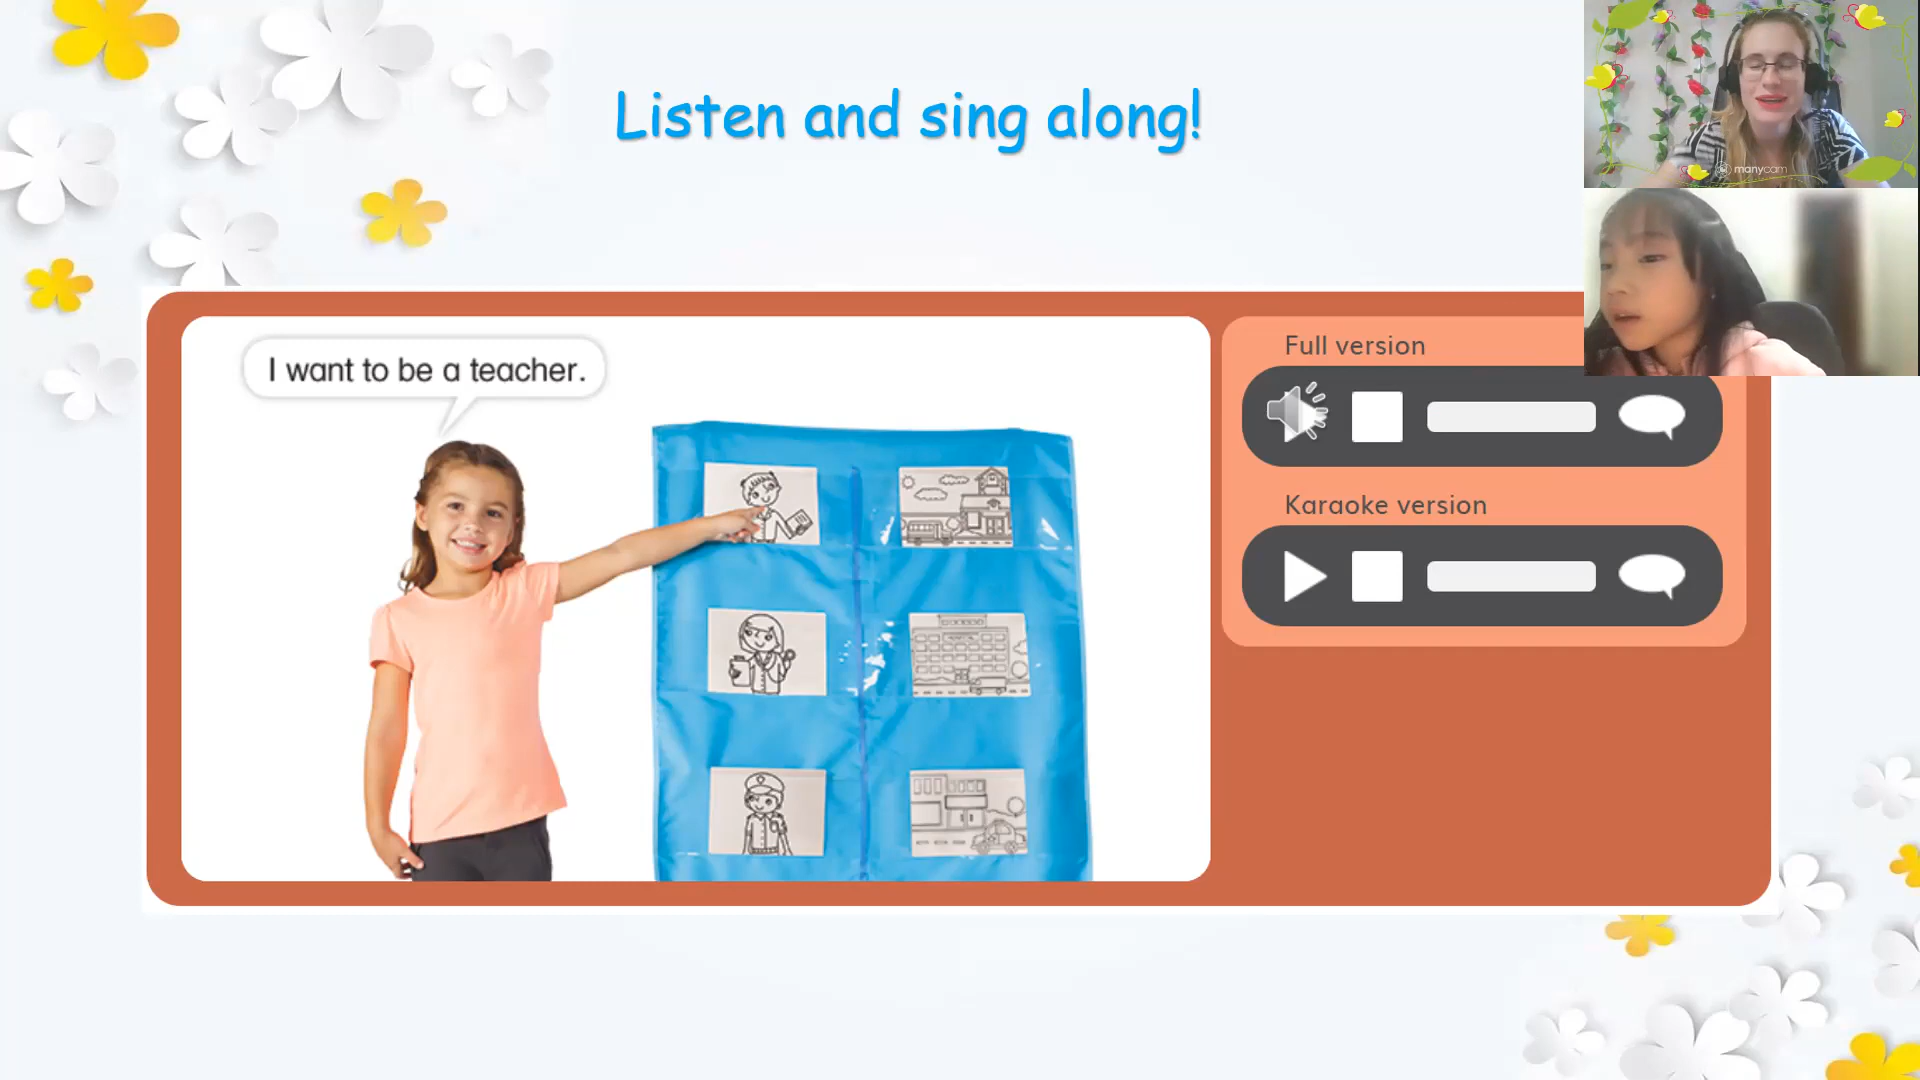 Listen and sing along!
I want to be a teacher.
Full version
Karaoke version
manycam